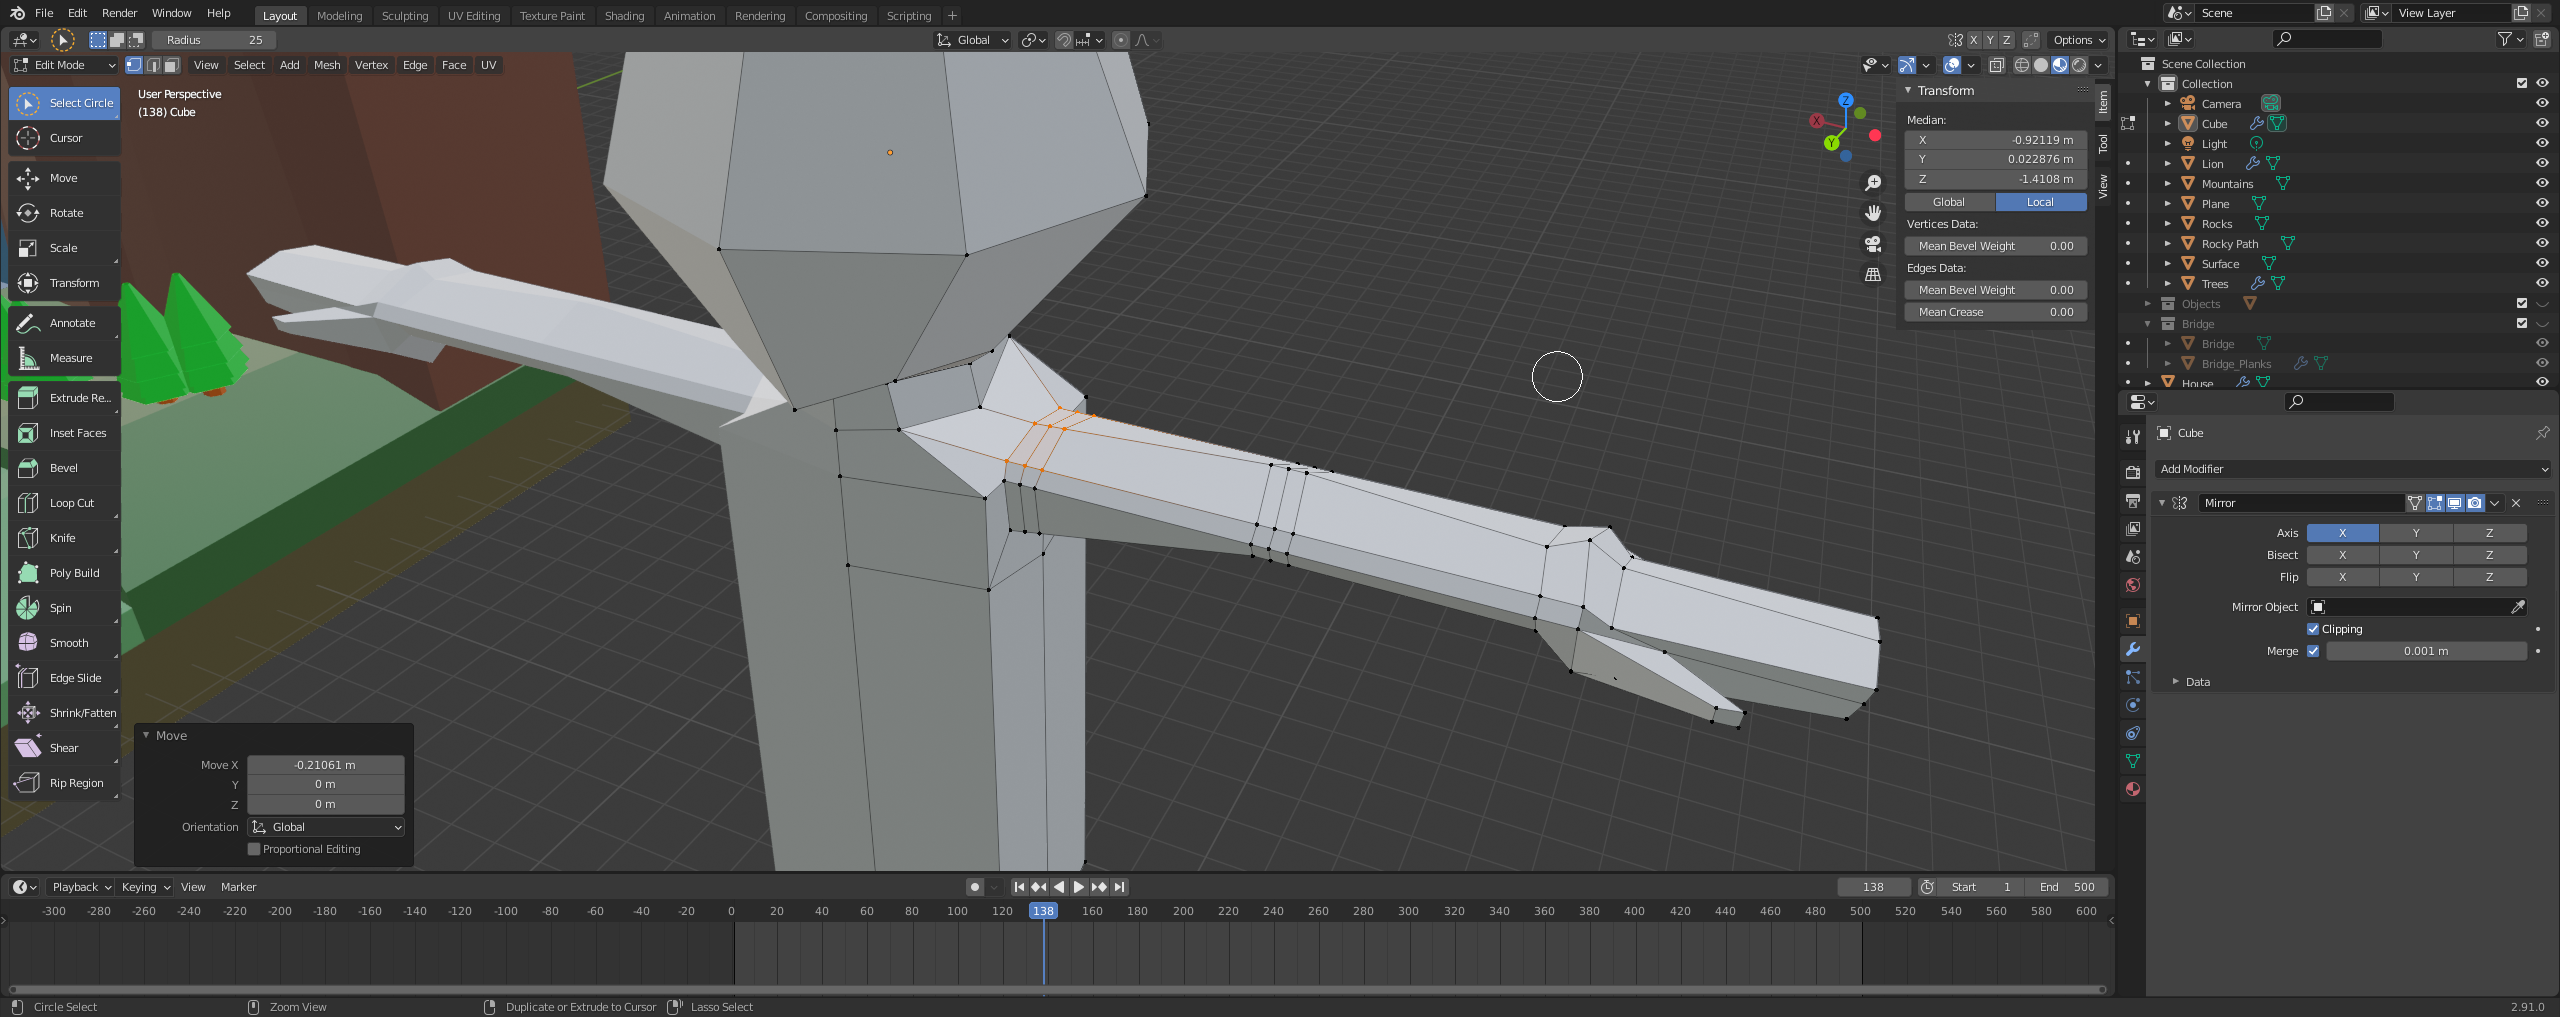 File Edit Render Window Help Layout Modeling Sculpting UV Editing Texture Paint Shading Animation Rendering Compositing Scripting + Scene View Layer
Radius 25 Global X Y Z Options
Edit Mode View Select Add Mesh Vertex Edge Face UV
User Perspective
(138) Cube
Select Circle
Cursor
Move
Rotate
Scale
Transform
Annotate
Measure
Extrude Re...
Inset Faces
Bevel
Loop Cut
Knife
Poly Build
Spin
Smooth
Edge Slide
Shrink/Fatten
Shear
Rip Region
Move
Move X -0.21061 m
Y 0 m
Z 0 m
Orientation Global
Proportional Editing
Z
X
Y
Transform
Median:
X -0.92119 m
Y 0.022876 m
Z -1.4108 m
Global Local
Vertices Data:
Mean Bevel Weight 0.00
Edges Data:
Mean Bevel Weight 0.00
Mean Crease 0.00
Item
Tool
View
Scene Collection
Collection
Camera
Cube
Light
Lion
Mountains
Plane
Rocks
Rocky Path
Surface
Trees
Objects
Bridge
Bridge
Bridge_Planks
House
Cube
Add Modifier
Mirror
Axis X Y Z
Bisect X Y Z
Flip X Y Z
Mirror Object
Clipping
Merge 0.001 m
Data
Playback Keying View Marker 138 Start 1 End 500
-300 -280 -260 -240 -220 -200 -180 -160 -140 -120 -100 -80 -60 -40 -20 0 20 40 60 80 100 120 138 160 180 200 220 240 260 280 300 320 340 360 380 400 420 440 460 480 500 520 540 560 580 600
Circle Select Zoom View Duplicate or Extrude to Cursor Lasso Select 2.91.0